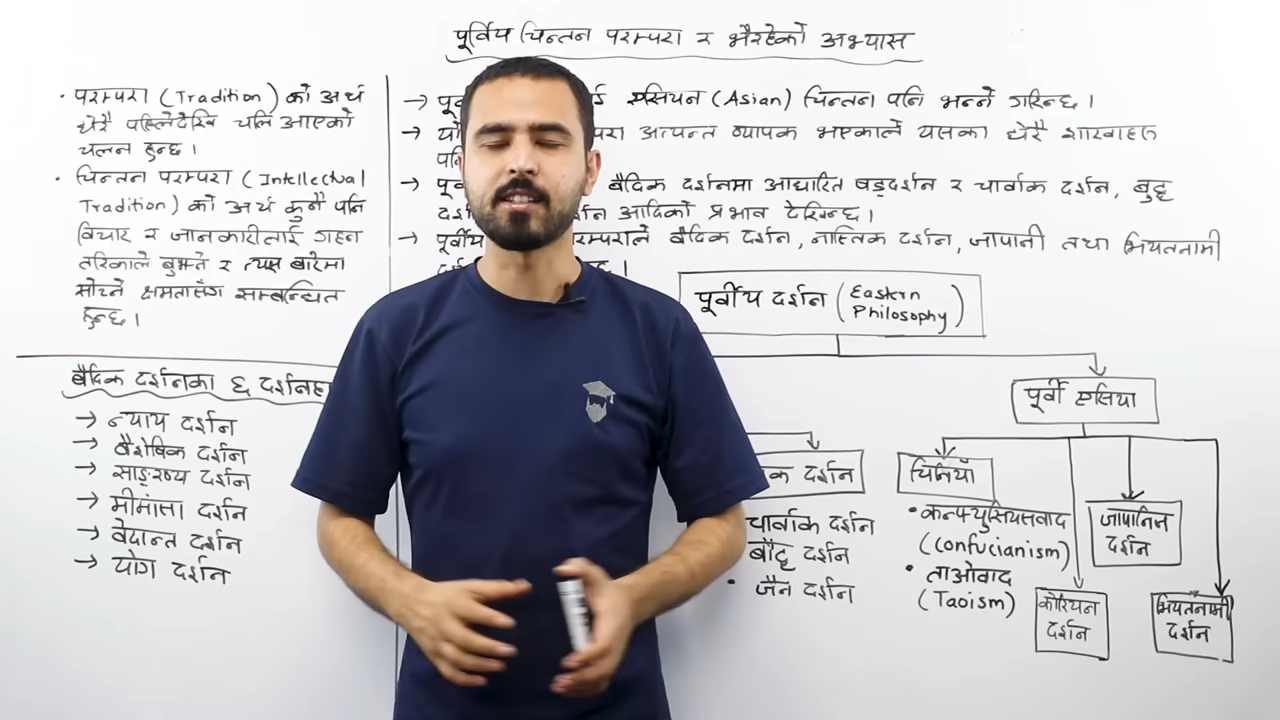 पूर्विय चिन्तन परम्परा र भैरहेको अभ्यास
• परम्परा (Tradition) को अर्थ
धेरै पहिलेदेखि चलि आएको
चलन हुन्छ।
• चिन्तन परम्परा (Intellectual
Tradition) को अर्थ कुनै पनि
विचार र जानकारीलाई गहन
तरिकाले बुझ्ने र त्यस बारेमा
सोच्ने क्षमतासँग सम्बन्धित
हुन्छ।
→ एसियन (Asian) चिन्तन पनि भन्ने गरिन्छ।
→ अत्यन्त व्यापक भएकाले यसका धेरै शाखाहरु
→ बैदिक दर्शनमा आधारित षड्दर्शन र चार्वाक दर्शन, बुद्ध
आदिको प्रभाव देखिन्छ।
→ पूर्वीय बैदिक दर्शन, नास्तिक दर्शन, जापानी तथा भियतनामी
पूर्वीय दर्शन (Eastern
Philosophy)
बैदिक दर्शनका ६
→ न्याय दर्शन
→ वैशेषिक दर्शन
→ साङ्ख्य दर्शन
→ मीमांसा दर्शन
→ वेदान्त दर्शन
→ योग दर्शन
दर्शन
चार्वाक दर्शन
बौद्ध दर्शन
• जैन दर्शन
पूर्वी एसिया
चिनियाँ
• कन्फ्युसियसवाद
(Confucianism)
• ताओवाद
(Taoism)
कोरियन
दर्शन
जापानिज
दर्शन
भियतनामी
दर्शन